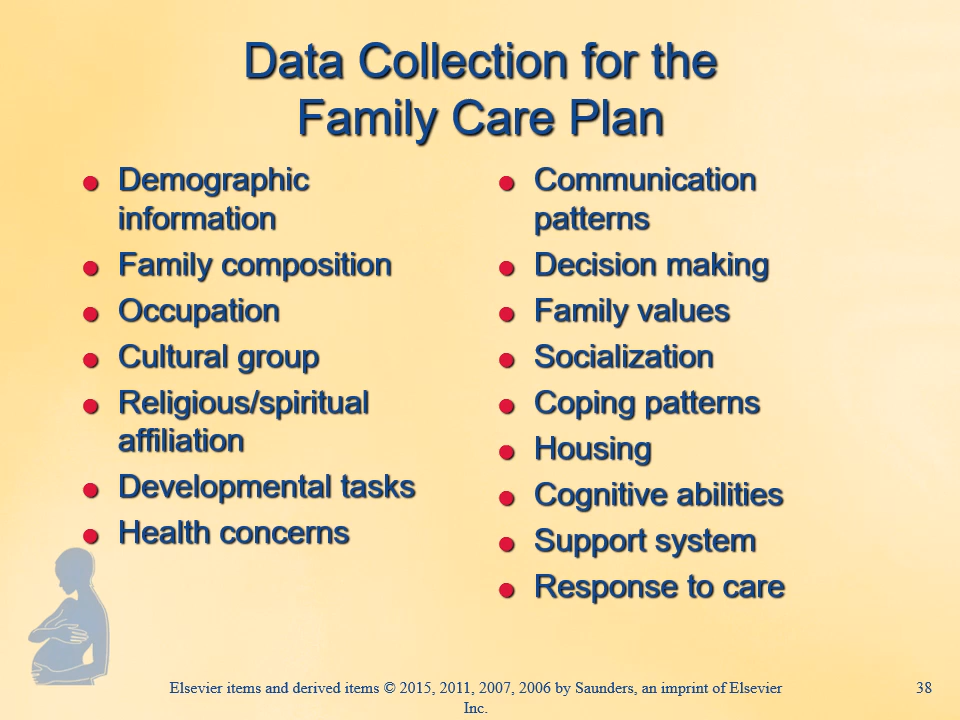 Data Collection for the
Family Care Plan
Demographic
information
Family composition
Occupation
Cultural group
Religious/spiritual
affiliation
Developmental tasks
Health concerns
Communication
patterns
Decision making
Family values
Socialization
Coping patterns
Housing
Cognitive abilities
Support system
Response to care
Elsevier items and derived items © 2015, 2011, 2007, 2006 by Saunders, an imprint of Elsevier
Inc.
38